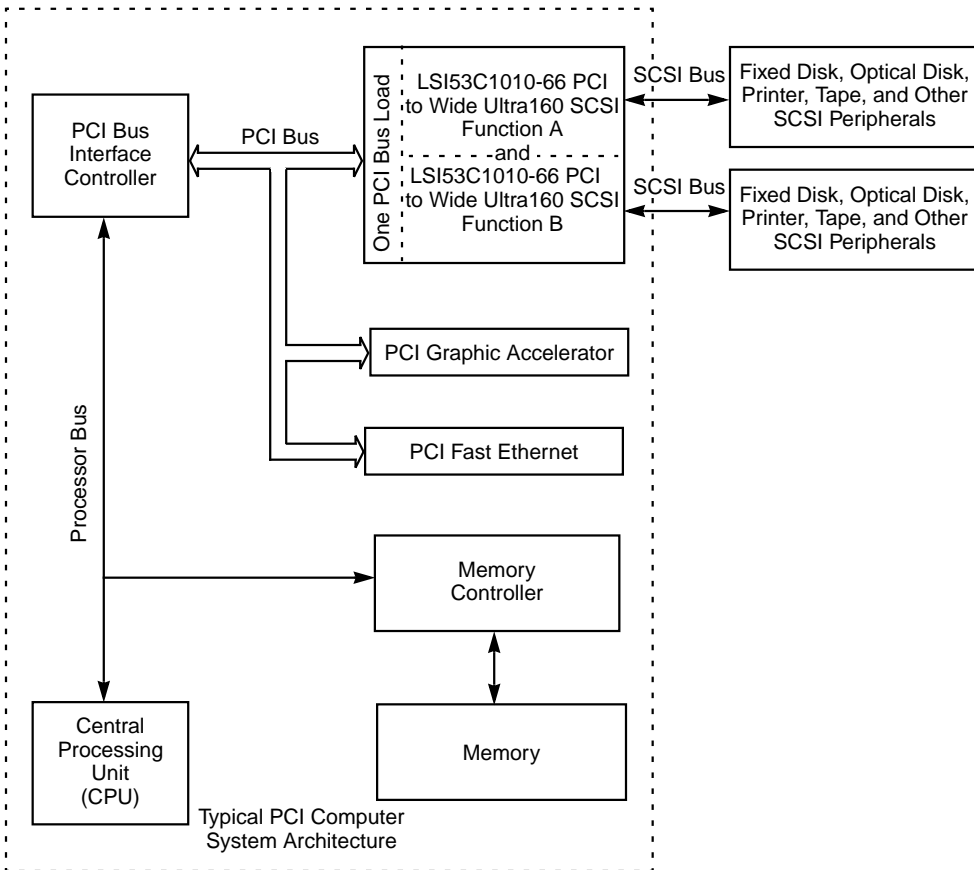 PCI Bus
Interface
Controller
PCI Bus
One PCI Bus Load
LSI53C1010-66 PCI
to Wide Ultra160 SCSI
Function A
and
LSI53C1010-66 PCI
to Wide Ultra160 SCSI
Function B
SCSI Bus
Fixed Disk, Optical Disk,
Printer, Tape, and Other
SCSI Peripherals
SCSI Bus
Fixed Disk, Optical Disk,
Printer, Tape, and Other
SCSI Peripherals
PCI Graphic Accelerator
PCI Fast Ethernet
Processor Bus
Memory
Controller
Memory
Central
Processing
Unit
(CPU)
Typical PCI Computer
System Architecture